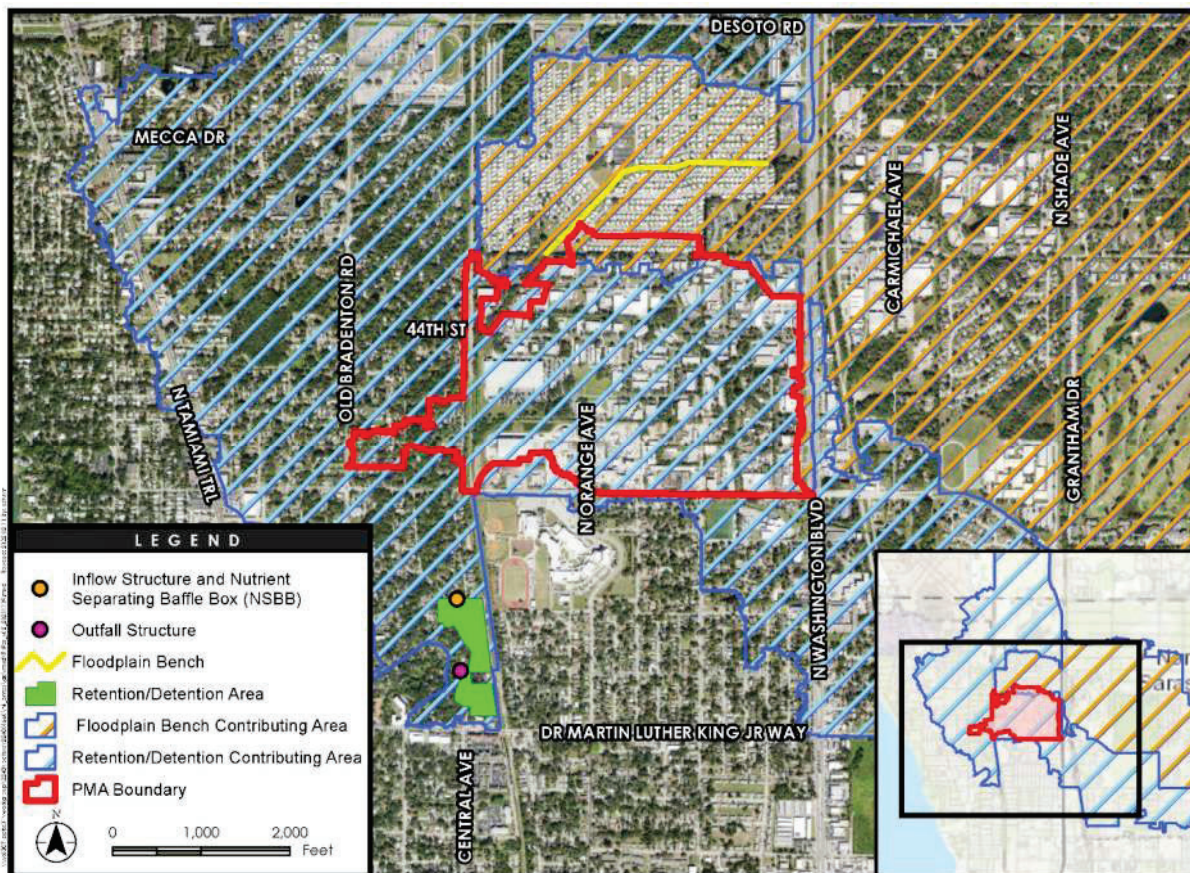 DESOTO RD
MECCA DR
CARMICHAEL AVE
N SHADE AVE
OLD BRADENTON RD
44TH ST
N TAMIAMI TRL
N ORANGE AVE
GRANTHAM DR
N WASHINGTON BLVD
DR MARTIN LUTHER KING JR WAY
CENTRAL AVE
LEGEND
Inflow Structure and Nutrient
Separating Baffle Box (NSBB)
Outfall Structure
Floodplain Bench
Retention/Detention Area
Floodplain Bench Contributing Area
Retention/Detention Contributing Area
PMA Boundary
N
0 1,000 2,000
Feet